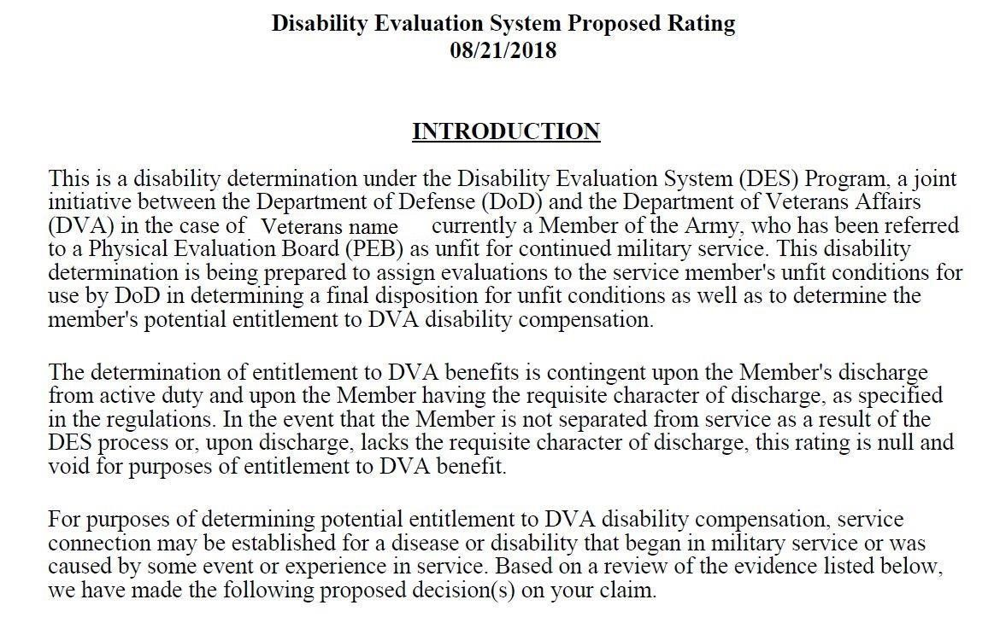 Disability Evaluation System Proposed Rating
08/21/2018
INTRODUCTION
This is a disability determination under the Disability Evaluation System (DES) Program, a joint
initiative between the Department of Defense (DoD) and the Department of Veterans Affairs
(DVA) in the case of Veterans name currently a Member of the Army, who has been referred
to a Physical Evaluation Board (PEB) as unfit for continued military service. This disability
determination is being prepared to assign evaluations to the service member's unfit conditions for
use by DoD in determining a final disposition for unfit conditions as well as to determine the
member's potential entitlement to DVA disability compensation.
The determination of entitlement to DVA benefits is contingent upon the Member's discharge
from active duty and upon the Member having the requisite character of discharge, as specified
in the regulations. In the event that the Member is not separated from service as a result of the
DES process or, upon discharge, lacks the requisite character of discharge, this rating is null and
void for purposes of entitlement to DVA benefit.
For purposes of determining potential entitlement to DVA disability compensation, service
connection may be established for a disease or disability that began in military service or was
caused by some event or experience in service. Based on a review of the evidence listed below,
we have made the following proposed decision(s) on your claim.